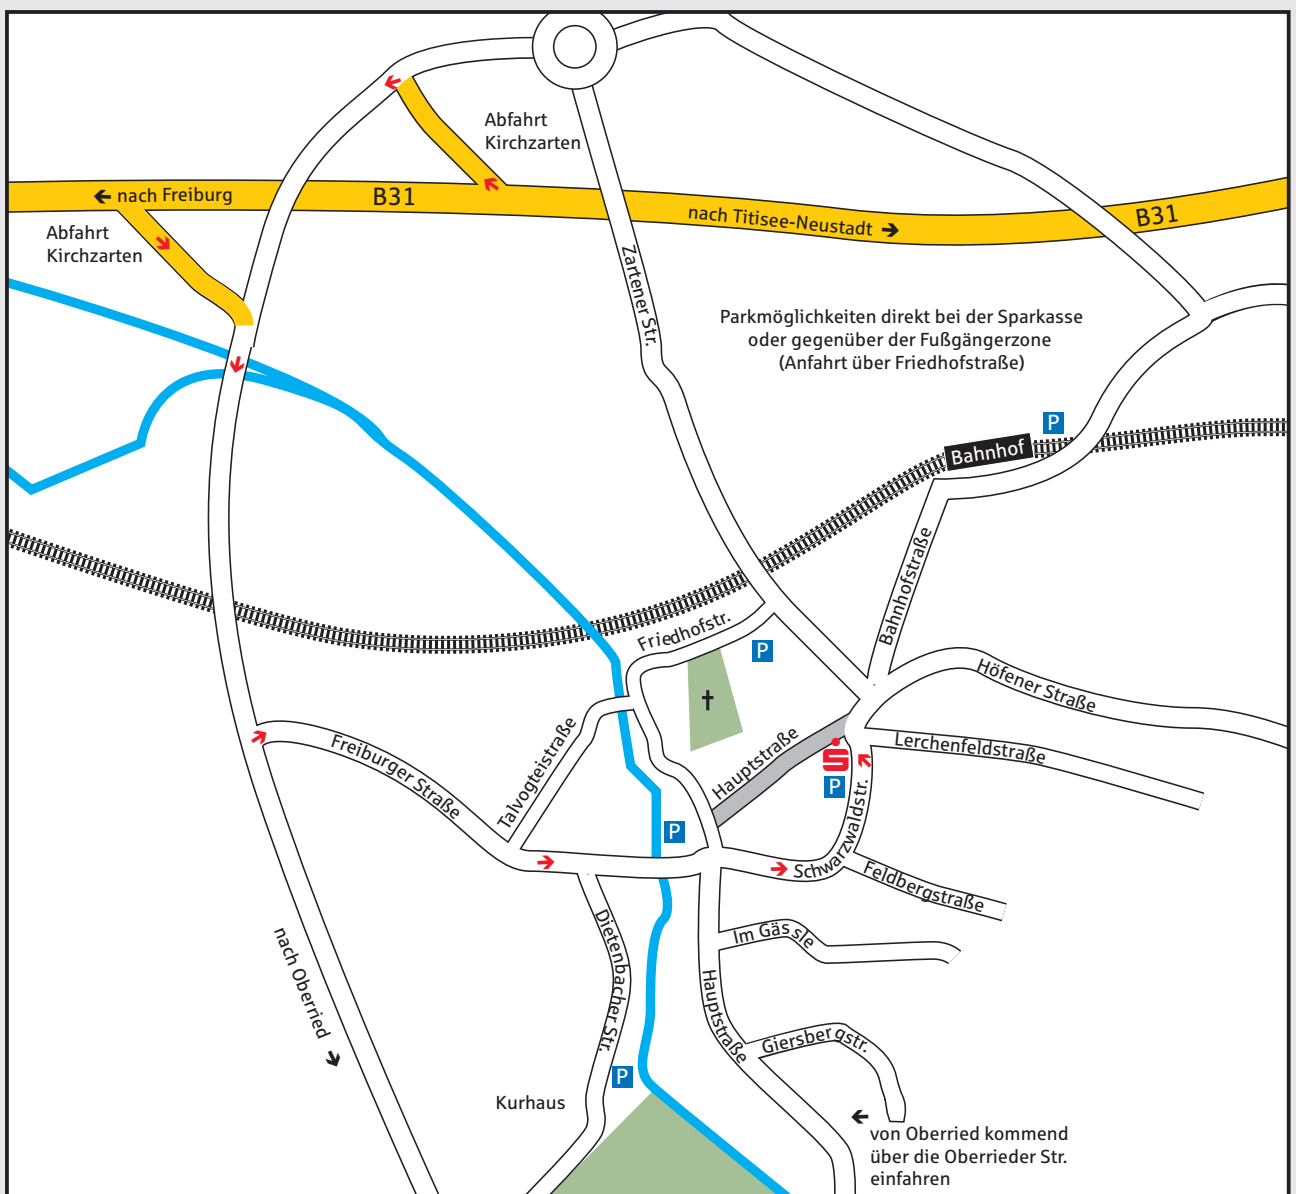 Abfahrt
Kirchzarten
nach Freiburg
B31
nach Titisee-Neustadt
B31
Abfahrt
Kirchzarten
Zartener Str.
Parkmöglichkeiten direkt bei der Sparkasse
oder gegenüber der Fußgängerzone
(Anfahrt über Friedhofstraße)
P
Bahnhof
Bahnhofstraße
Friedhofstr.
P
Höfener Straße
Freiburger Straße
Talvogteistraße
Hauptstraße
Lerchenfeldstraße
P
P
Schwarzwaldstr.
Feldbergstraße
Dietenbacher Str.
Im Gässle
nach Oberried
Hauptstraße
Giersbergstr.
P
Kurhaus
von Oberried kommend
über die Oberrieder Str.
einfahren